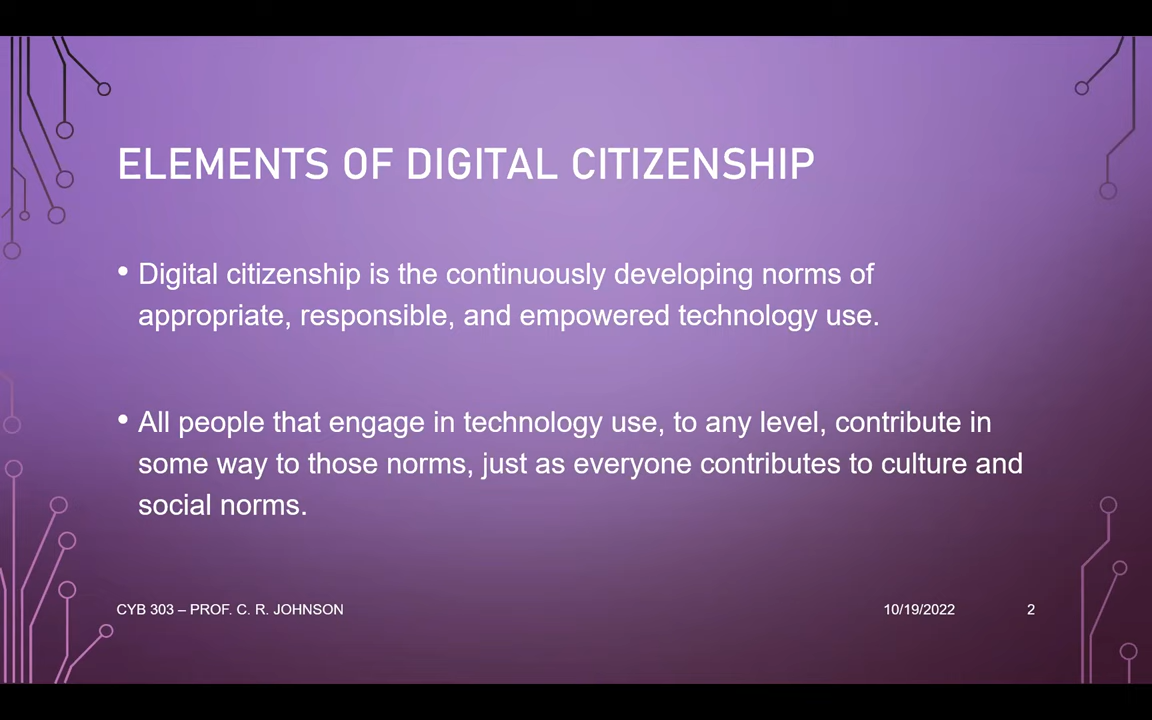 ELEMENTS OF DIGITAL CITIZENSHIP
• Digital citizenship is the continuously developing norms of
appropriate, responsible, and empowered technology use.
• All people that engage in technology use, to any level, contribute in
some way to those norms, just as everyone contributes to culture and
social norms.
CYB 303 – PROF. C. R. JOHNSON 10/19/2022 2